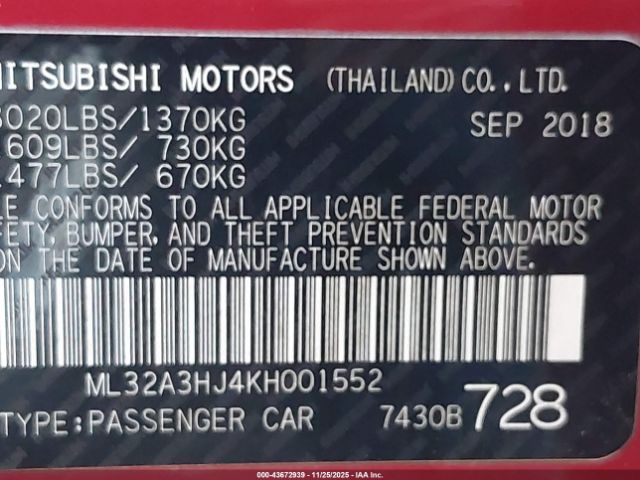 MITSUBISHI MOTORS (THAILAND)CO.,LTD.
3020LBS/1370KG SEP 2018
1609LBS/ 730KG
1477LBS/ 670KG
LE CONFORMS TO ALL APPLICABLE FEDERAL MOTOR
FETY, BUMPER, AND THEFT PREVENTION STANDARDS
ON THE DATE OF MANUFACTURE SHOWN ABOVE.
ML32A3HJ4KH001552
TYPE:PASSENGER CAR 7430B 728
000-43672939 - 11/25/2025 - IAA Inc.